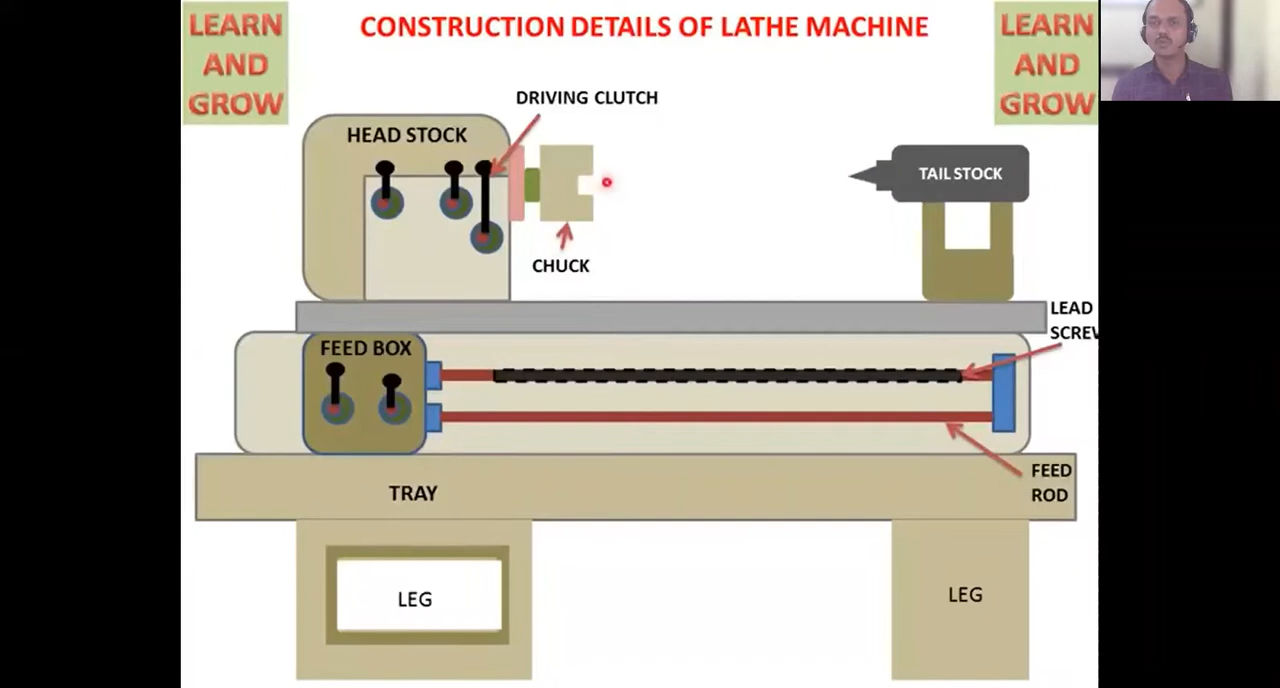 LEARN
AND
GROW
CONSTRUCTION DETAILS OF LATHE MACHINE
LEARN
AND
GROW
DRIVING CLUTCH
HEAD STOCK
TAIL STOCK
CHUCK
LEAD
SCREW
FEED BOX
FEED
ROD
TRAY
LEG
LEG